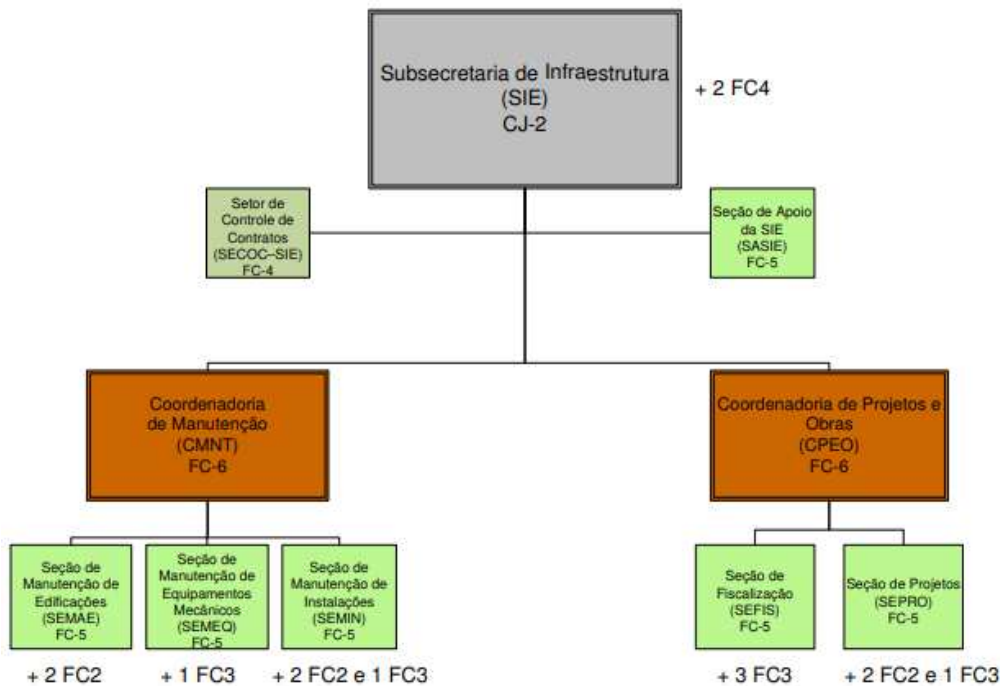 Subsecretaria de Infraestrutura
(SIE)
CJ-2
+ 2 FC4
Setor de
Controle de
Contratos
(SECOC–SIE)
FC-4
Seção de Apoio
da SIE
(SASIE)
FC-5
Coordenadoria
de Manutenção
(CMNT)
FC-6
Coordenadoria de Projetos e
Obras
(CPEO)
FC-6
Seção de
Manutenção de
Edificações
(SEMAE)
FC-5
Seção de
Manutenção de
Equipamentos
Mecânicos
(SEMEQ)
FC-5
Seção de
Manutenção de
Instalações
(SEMIN)
FC-5
Seção de
Fiscalização
(SEFIS)
FC-5
Seção de Projetos
(SEPRO)
FC-5
+ 2 FC2
+ 1 FC3
+ 2 FC2 e 1 FC3
+ 3 FC3
+ 2 FC2 e 1 FC3